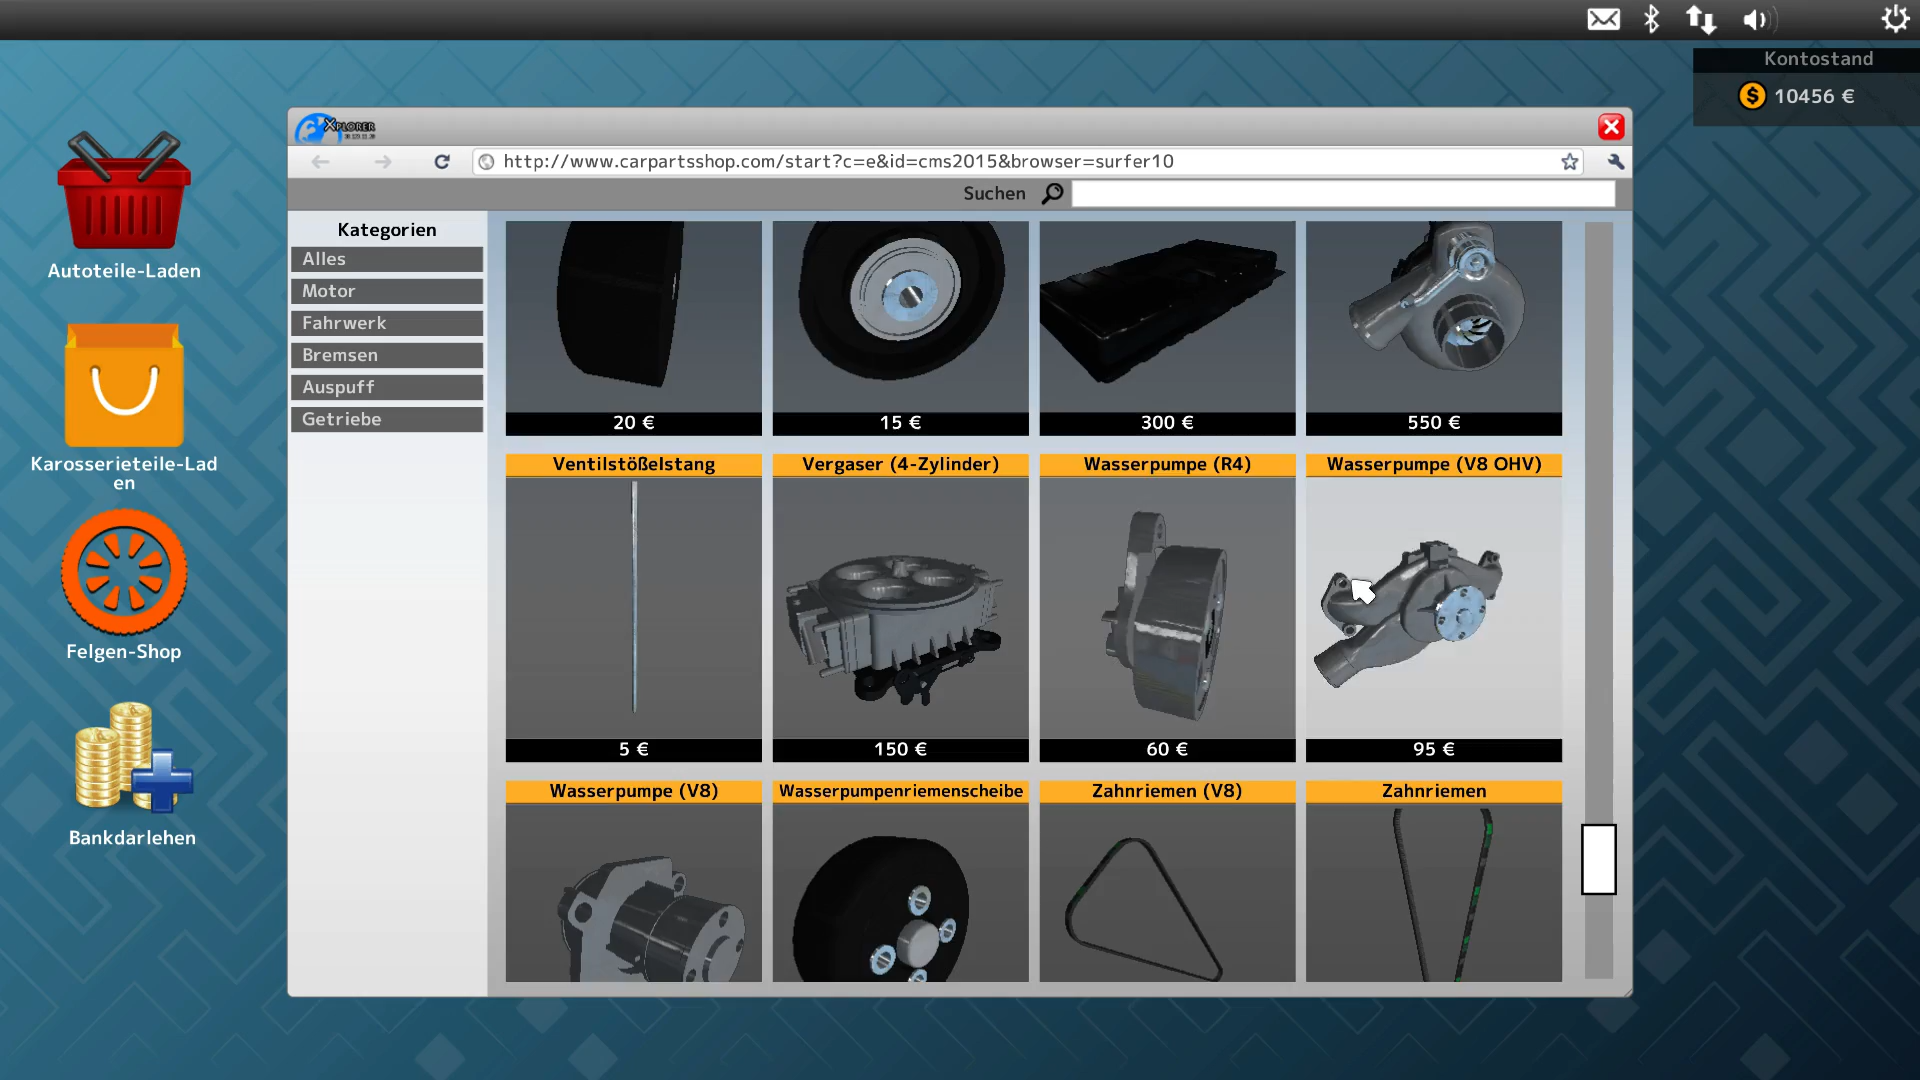 Kontostand
10456 €
XPLORER
http://www.carpartsshop.com/start?c=e&id=cms2015&browser=surfer10
Suchen
Kategorien
Alles
Motor
Fahrwerk
Bremsen
Auspuff
Getriebe
Autoteile-Laden
Karosserieteile-Lad
en
Felgen-Shop
Bankdarlehen
20 €
15 €
300 €
550 €
Ventilstößelstang
Vergaser (4-Zylinder)
Wasserpumpe (R4)
Wasserpumpe (V8 OHV)
5 €
150 €
60 €
95 €
Wasserpumpe (V8)
Wasserpumpenriemenscheibe
Zahnriemen (V8)
Zahnriemen